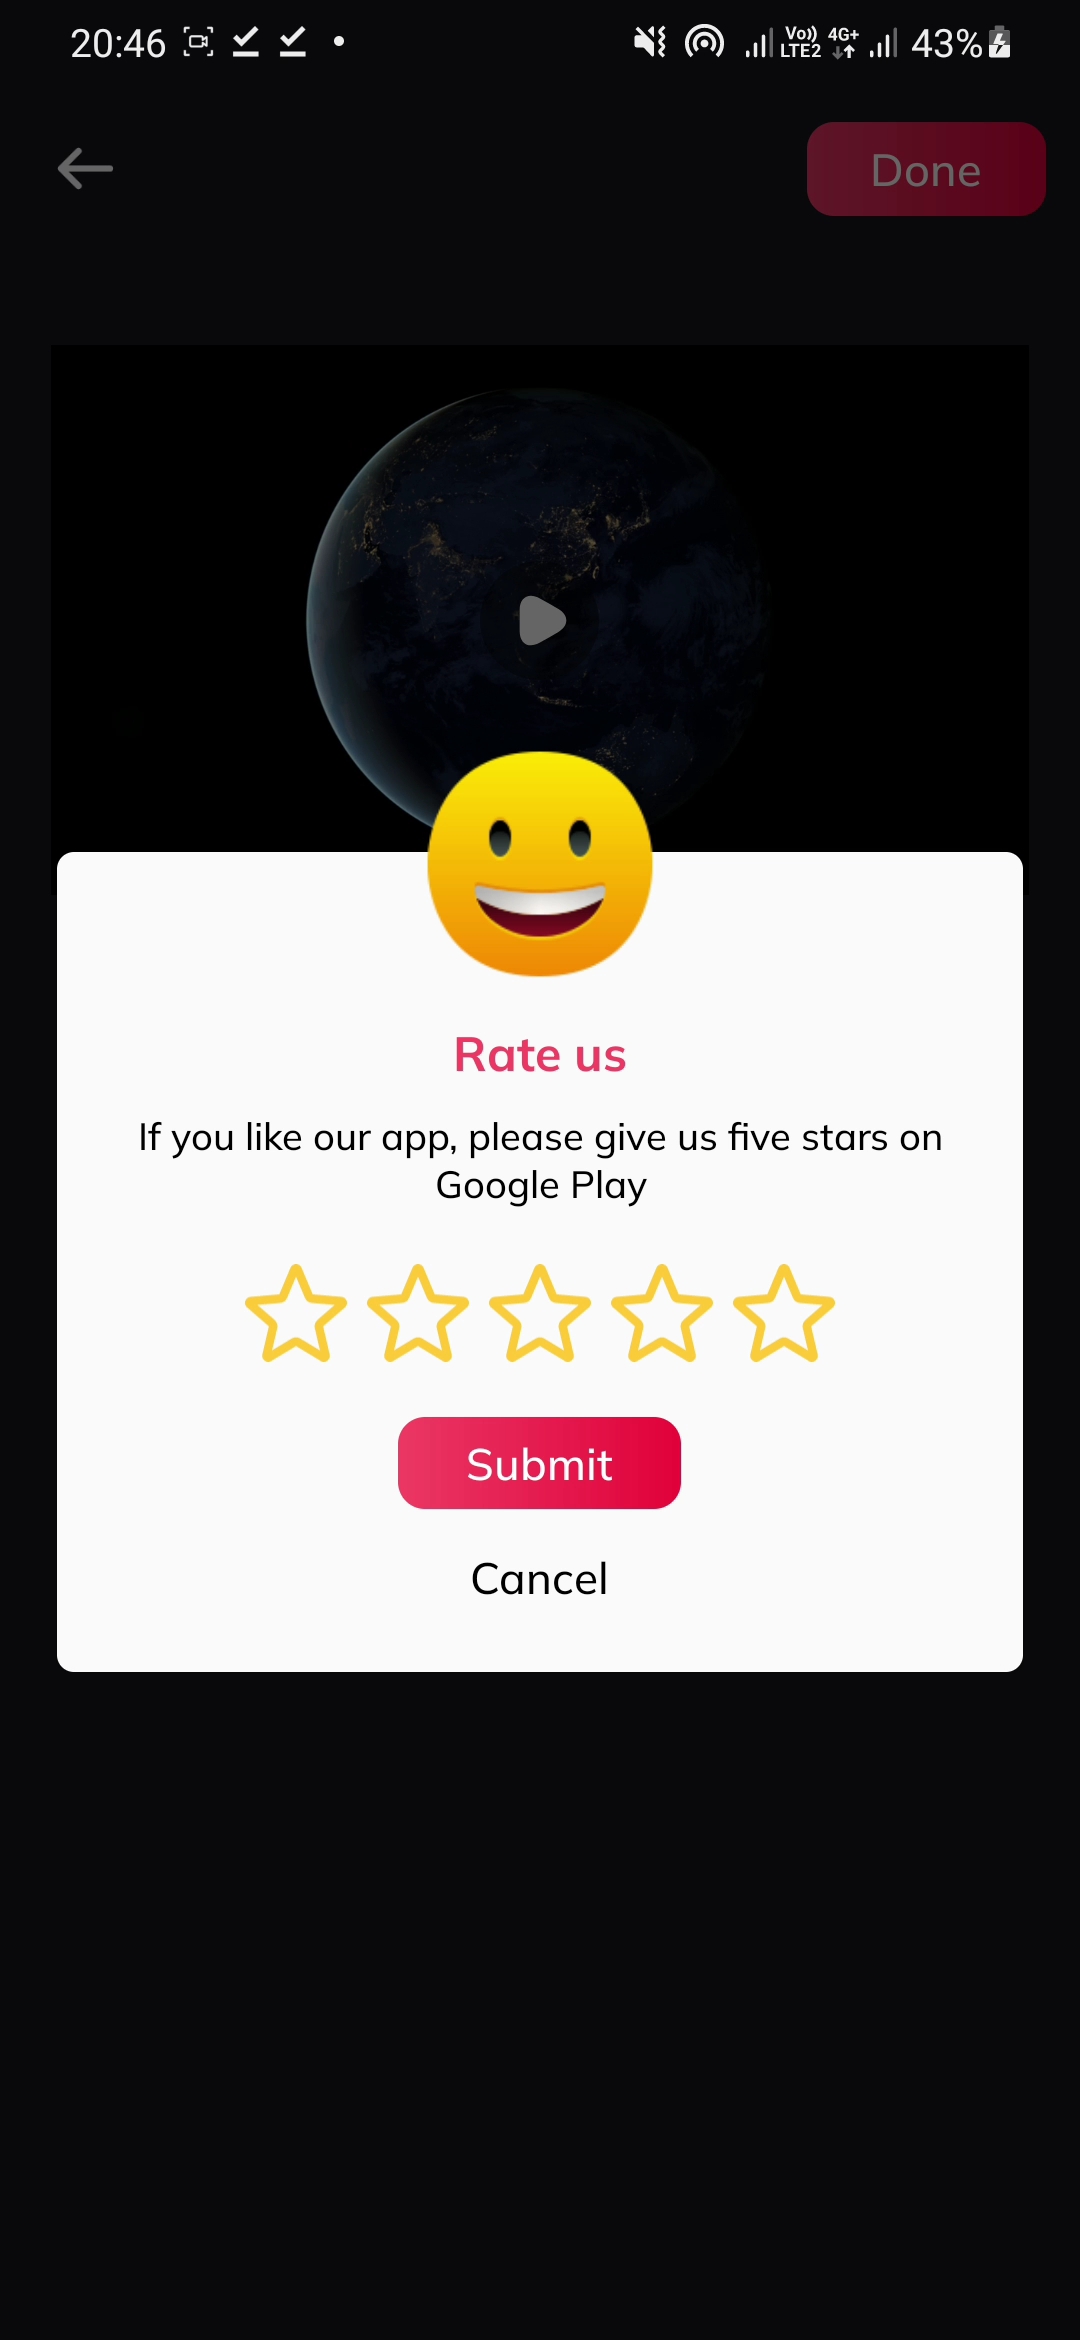 20:46
Vo)) LTE2 4G+ 43%
Done
Rate us
If you like our app, please give us five stars on
Google Play
Submit
Cancel